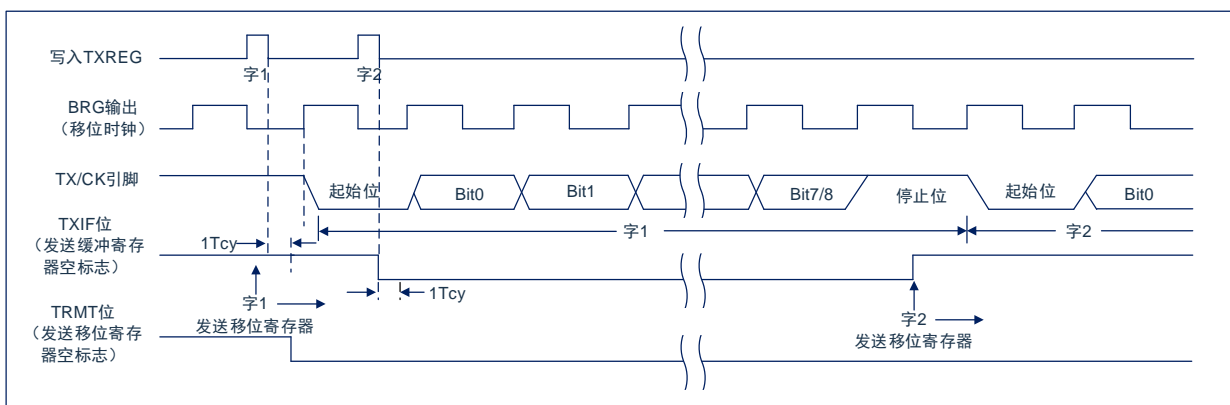 写入TXREG
字1
字2
BRG输出
（移位时钟）
TX/CK引脚
起始位
Bit0
Bit1
Bit7/8
停止位
起始位
Bit0
字1
字2
TXIF位
（发送缓冲寄存
器空标志）
1Tcy
1Tcy
字1
发送移位寄存器
字2
发送移位寄存器
TRMT位
（发送移位寄存
器空标志）